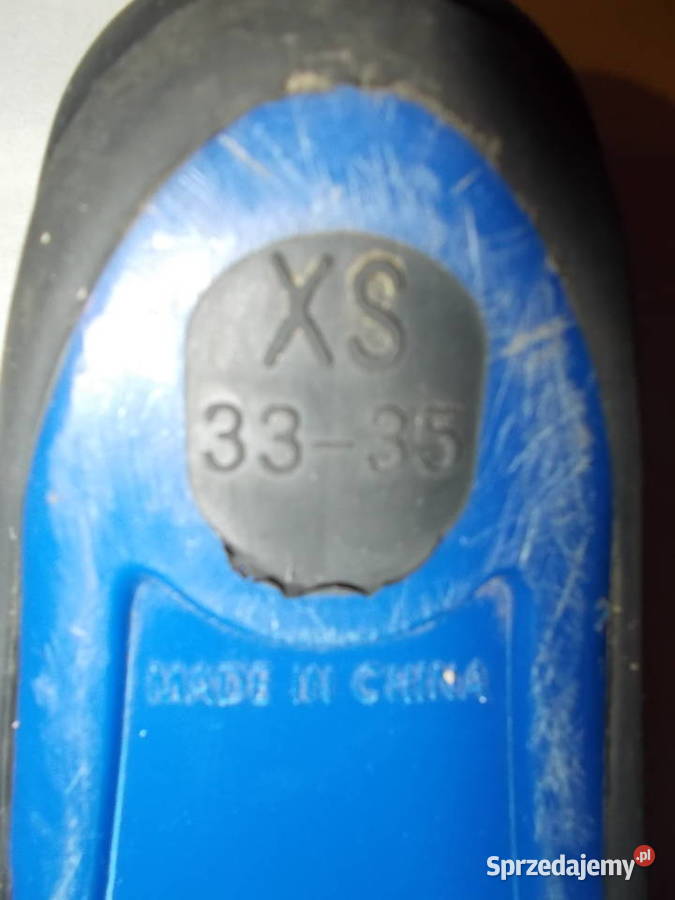 XS
33-35
MADE IN CHINA
Sprzedajemy.pl